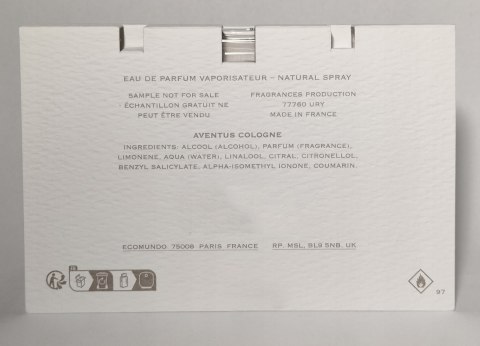 EAU DE PARFUM VAPORISATEUR – NATURAL SPRAY
SAMPLE NOT FOR SALE
ÉCHANTILLON GRATUIT NE
PEUT ÊTRE VENDU
FRAGRANCES PRODUCTION
77760 URY
MADE IN FRANCE
AVENTUS COLOGNE
INGREDIENTS: ALCOOL (ALCOHOL), PARFUM (FRAGRANCE),
LIMONENE, AQUA (WATER), LINALOOL, CITRAL, CITRONELLOL,
BENZYL SALICYLATE, ALPHA-ISOMETHYL IONONE, COUMARIN.
ECOMUNDO 75008 PARIS FRANCE RP. MSL, BL9 5NB. UK
FR
97